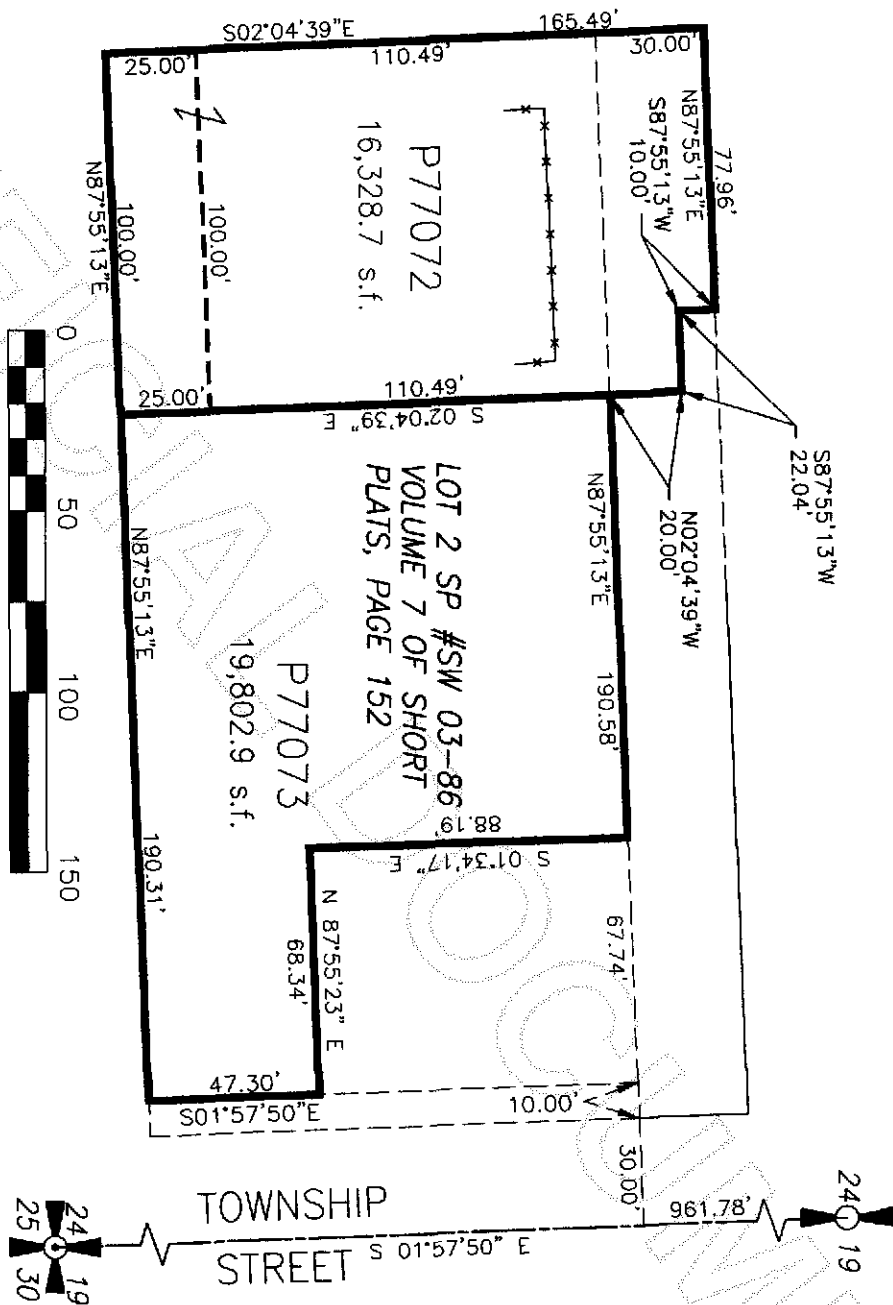 S02°04'39"E
165.49'
25.00'
110.49'
30.00'
N87°55'13"E
77.96'
S87°55'13"W
10.00'
P77072
16,328.7 s.f.
N87°55'13"E
100.00'
100.00'
S87°55'13"W
22.04'
N02°04'39"W
20.00'
25.00'
110.49'
S 02°04'39" E
0
50
100
150
LOT 2 SP #SW 03-86
VOLUME 7 OF SHORT
PLATS, PAGE 152
N87°55'13"E
190.58'
P77073
19,802.9 s.f.
N87°55'13"E
190.31'
88.19'
S 01°34'17" E
N 87°55'23" E
68.34'
67.74'
47.30'
S01°57'50"E
10.00'
30.00'
961.78'
TOWNSHIP
STREET
S 01°57'50" E
24
19
24
19
25
30